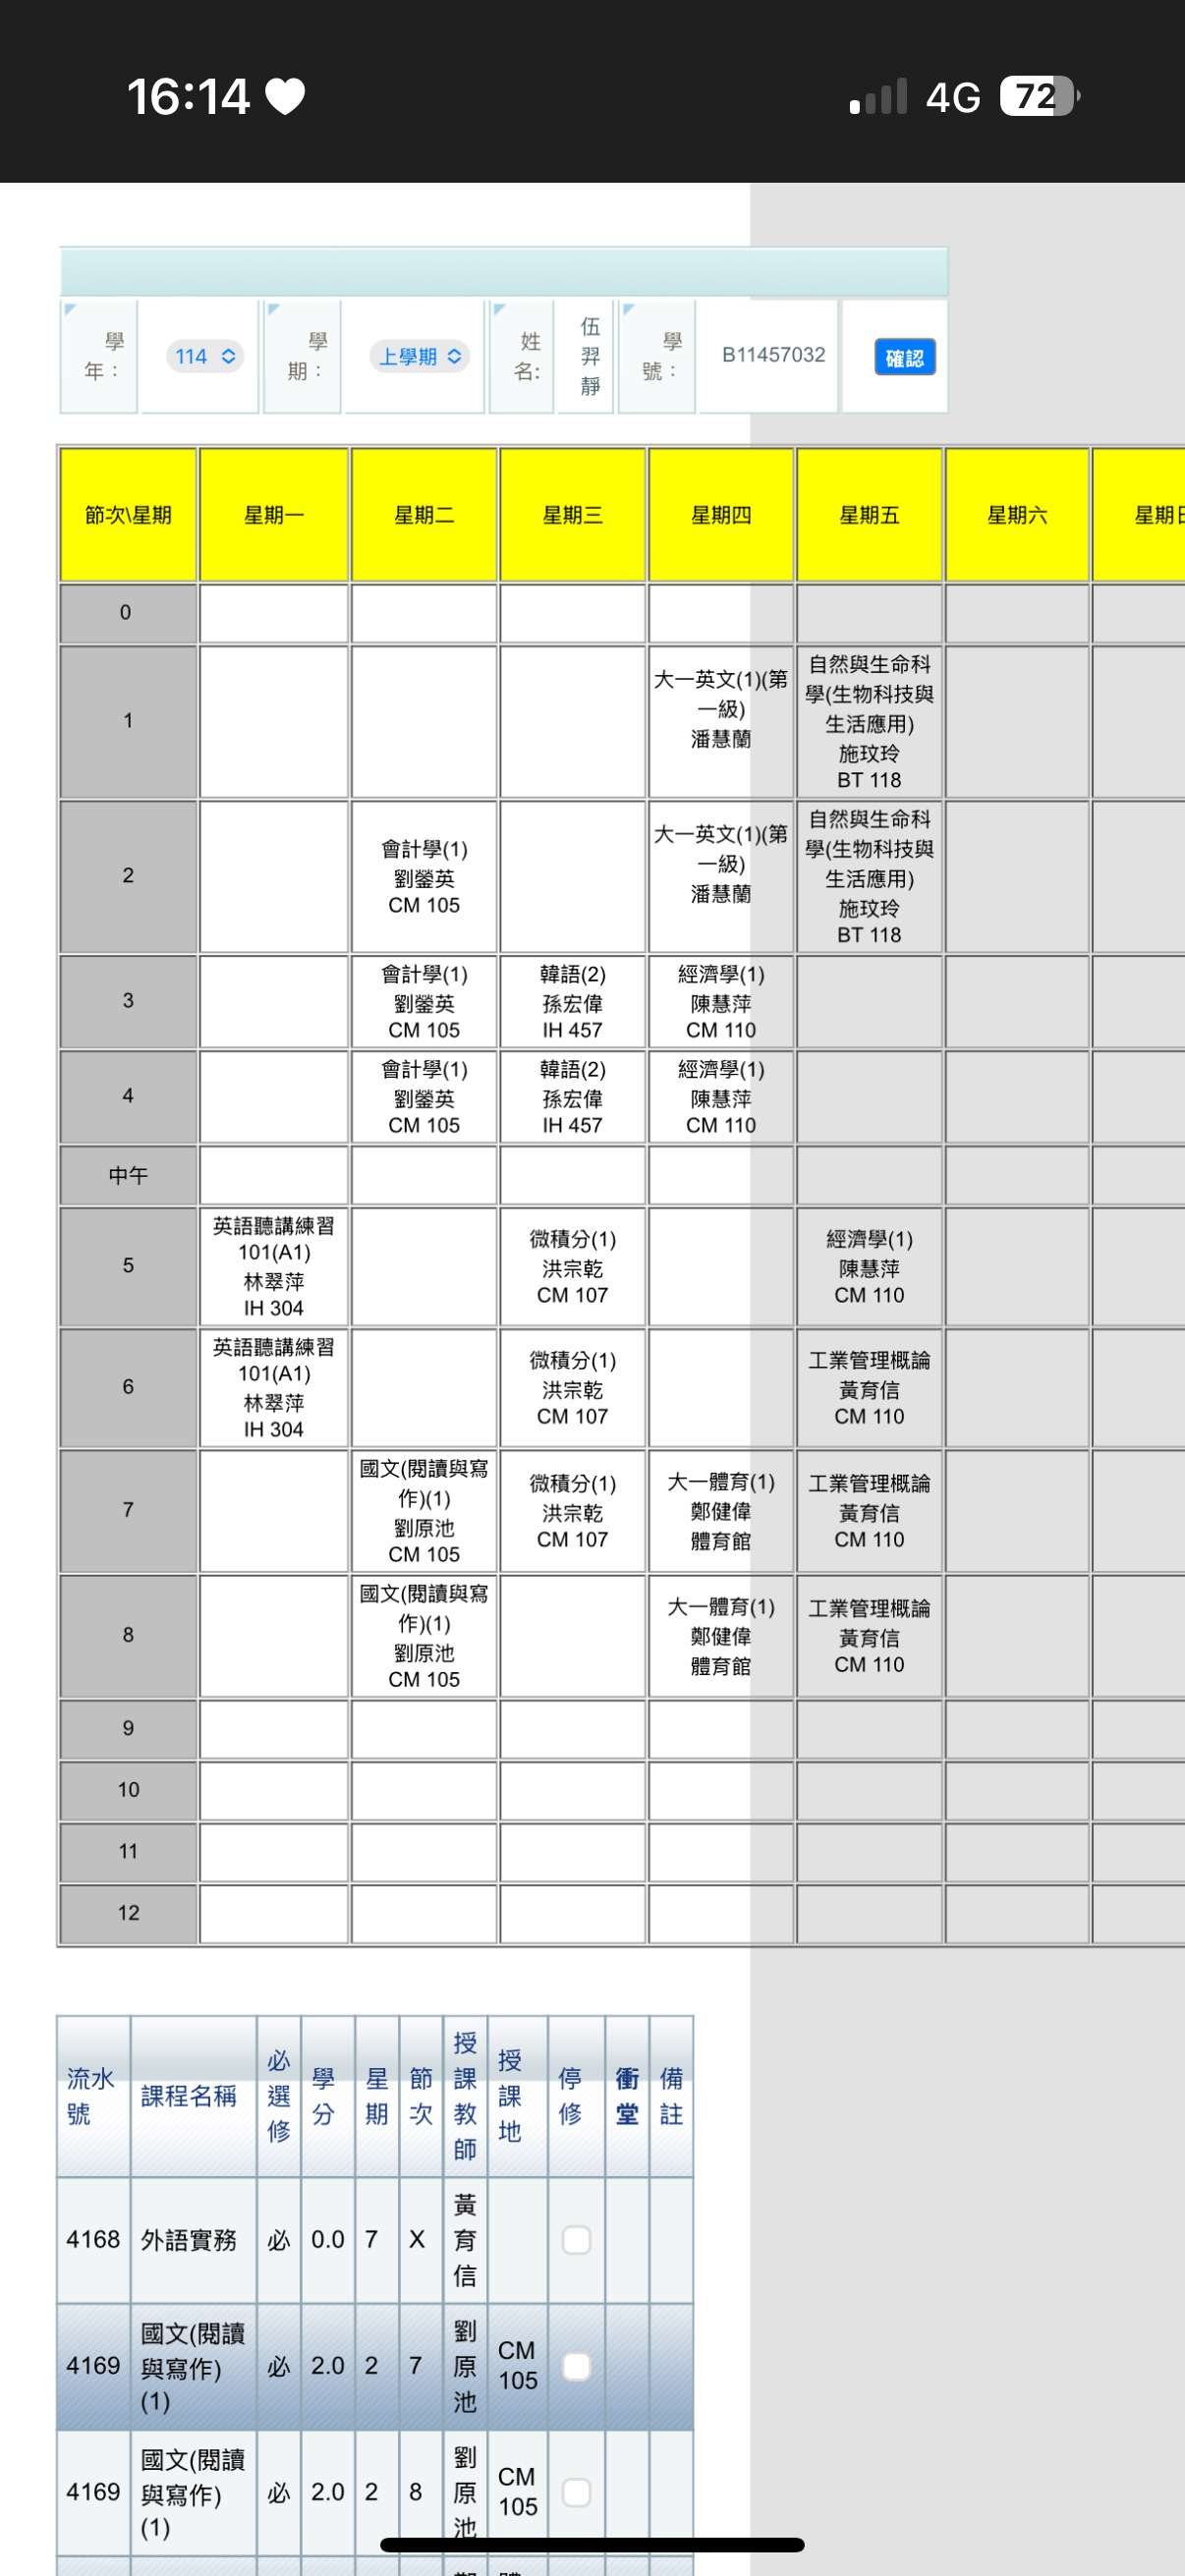 16:14
4G 72
學年：
114
學期：
上學期
姓名:
伍羿靜
學號：
B11457032
確認
節次\星期 星期一 星期二 星期三 星期四 星期五 星期六 星期日
0
1
大一英文(1)(第一級)
潘慧蘭
自然與生命科學(生物科技與生活應用)
施玟玲
BT 118
2
會計學(1)
劉鎣英
CM 105
大一英文(1)(第一級)
潘慧蘭
自然與生命科學(生物科技與生活應用)
施玟玲
BT 118
3
會計學(1)
劉鎣英
CM 105
韓語(2)
孫宏偉
IH 457
經濟學(1)
陳慧萍
CM 110
4
會計學(1)
劉鎣英
CM 105
韓語(2)
孫宏偉
IH 457
經濟學(1)
陳慧萍
CM 110
中午
5
英語聽講練習
101(A1)
林翠萍
IH 304
微積分(1)
洪宗乾
CM 107
經濟學(1)
陳慧萍
CM 110
6
英語聽講練習
101(A1)
林翠萍
IH 304
微積分(1)
洪宗乾
CM 107
工業管理概論
黃育信
CM 110
7
國文(閱讀與寫作)(1)
劉原池
CM 105
微積分(1)
洪宗乾
CM 107
大一體育(1)
鄭健偉
體育館
工業管理概論
黃育信
CM 110
8
國文(閱讀與寫作)(1)
劉原池
CM 105
大一體育(1)
鄭健偉
體育館
工業管理概論
黃育信
CM 110
9
10
11
12
流水號 課程名稱 必選修 學分 星期 節次 授課教師 授課地 停修 衝堂 備註
4168 外語實務 必 0.0 7 X 黃育信
4169 國文(閱讀與寫作)(1) 必 2.0 2 7 劉原池 CM 105
4169 國文(閱讀與寫作)(1) 必 2.0 2 8 劉原池 CM 105